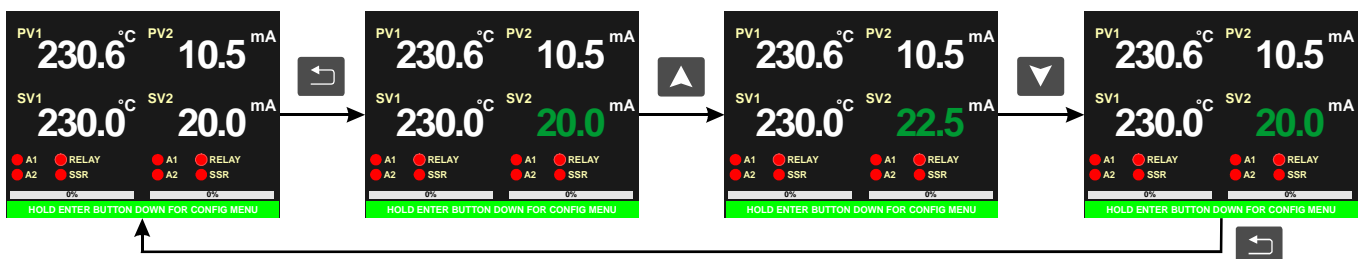 PV1 °C PV2 mA
230.6 10.5
SV1 °C SV2 mA
230.0 20.0
A1 RELAY A1 RELAY
A2 SSR A2 SSR
0% 0%
HOLD ENTER BUTTON DOWN FOR CONFIG MENU
PV1 °C PV2 mA
230.6 10.5
SV1 °C SV2 mA
230.0 20.0
A1 RELAY A1 RELAY
A2 SSR A2 SSR
0% 0%
HOLD ENTER BUTTON DOWN FOR CONFIG MENU
PV1 °C PV2 mA
230.6 10.5
SV1 °C SV2 mA
230.0 22.5
A1 RELAY A1 RELAY
A2 SSR A2 SSR
0% 0%
HOLD ENTER BUTTON DOWN FOR CONFIG MENU
PV1 °C PV2 mA
230.6 10.5
SV1 °C SV2 mA
230.0 20.0
A1 RELAY A1 RELAY
A2 SSR A2 SSR
0% 0%
HOLD ENTER BUTTON DOWN FOR CONFIG MENU